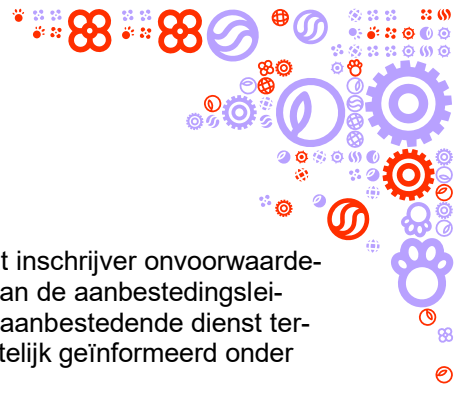 t inschrijver onvoorwaarde-
an de aanbestedingslei-
aanbestedende dienst ter-
telijk geïnformeerd onder